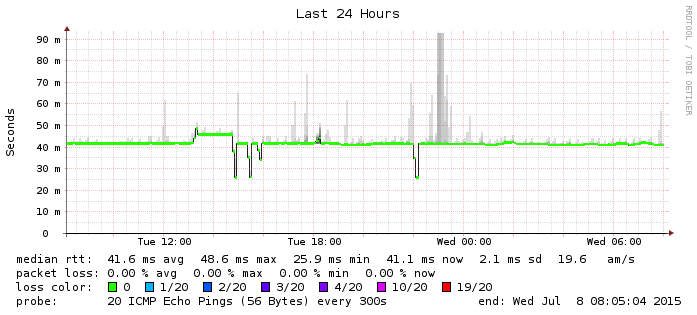 Last 24 Hours
RRDTOOL / TOBI OETIKER
Seconds
90 m
80 m
70 m
60 m
50 m
40 m
30 m
20 m
10 m
0
Tue 12:00 Tue 18:00 Wed 00:00 Wed 06:00
median rtt: 41.6 ms avg 48.6 ms max 25.9 ms min 41.1 ms now 2.1 ms sd 19.6 am/s
packet loss: 0.00 % avg 0.00 % max 0.00 % min 0.00 % now
loss color: 0 1/20 2/20 3/20 4/20 10/20 19/20
probe: 20 ICMP Echo Pings (56 Bytes) every 300s end: Wed Jul 8 08:05:04 2015